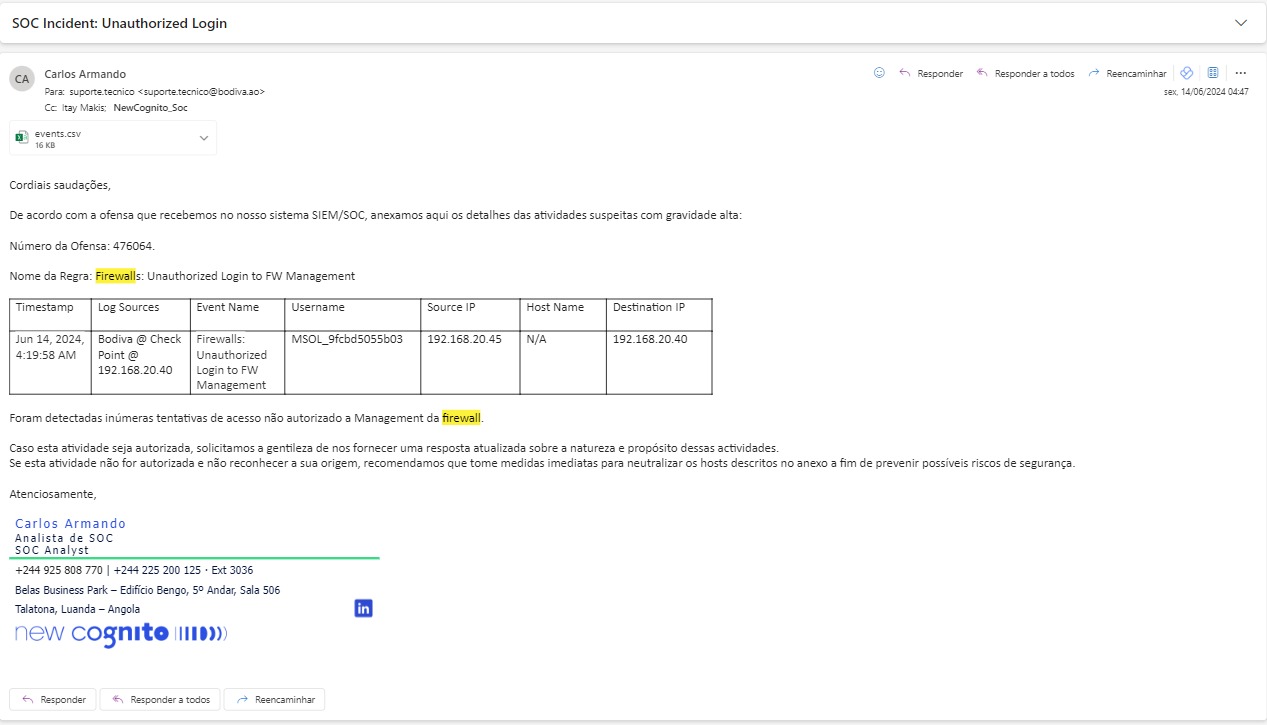 SOC Incident: Unauthorized Login
CA
Carlos Armando
Para: suporte.tecnico <suporte.tecnico@bodiva.ao>
Cc: Itay Makis; NewCognito_Soc
Responder
Responder a todos
Reencaminhar
sex, 14/06/2024 04:47
events.csv
16 KB
Cordiais saudações,
De acordo com a ofensa que recebemos no nosso sistema SIEM/SOC, anexamos aqui os detalhes das atividades suspeitas com gravidade alta:
Número da Ofensa: 476064.
Nome da Regra: Firewalls: Unauthorized Login to FW Management
Timestamp Log Sources Event Name Username Source IP Host Name Destination IP
Jun 14, 2024, Bodiva @ Check Firewalls: MSOL_9fcbd5055b03 192.168.20.45 N/A 192.168.20.40
4:19:58 AM Point @ Unauthorized
192.168.20.40 Login to FW
Management
Foram detectadas inúmeras tentativas de acesso não autorizado a Management da firewall.
Caso esta atividade seja autorizada, solicitamos a gentileza de nos fornecer uma resposta atualizada sobre a natureza e propósito dessas actividades.
Se esta atividade não for autorizada e não reconhecer a sua origem, recomendamos que tome medidas imediatas para neutralizar os hosts descritos no anexo a fim de prevenir possíveis riscos de segurança.
Atenciosamente,
Carlos Armando
Analista de SOC
SOC Analyst
+244 925 808 770 | +244 225 200 125 · Ext 3036
Belas Business Park – Edifício Bengo, 5º Andar, Sala 506
Talatona, Luanda – Angola
in
new cognito
Responder
Responder a todos
Reencaminhar